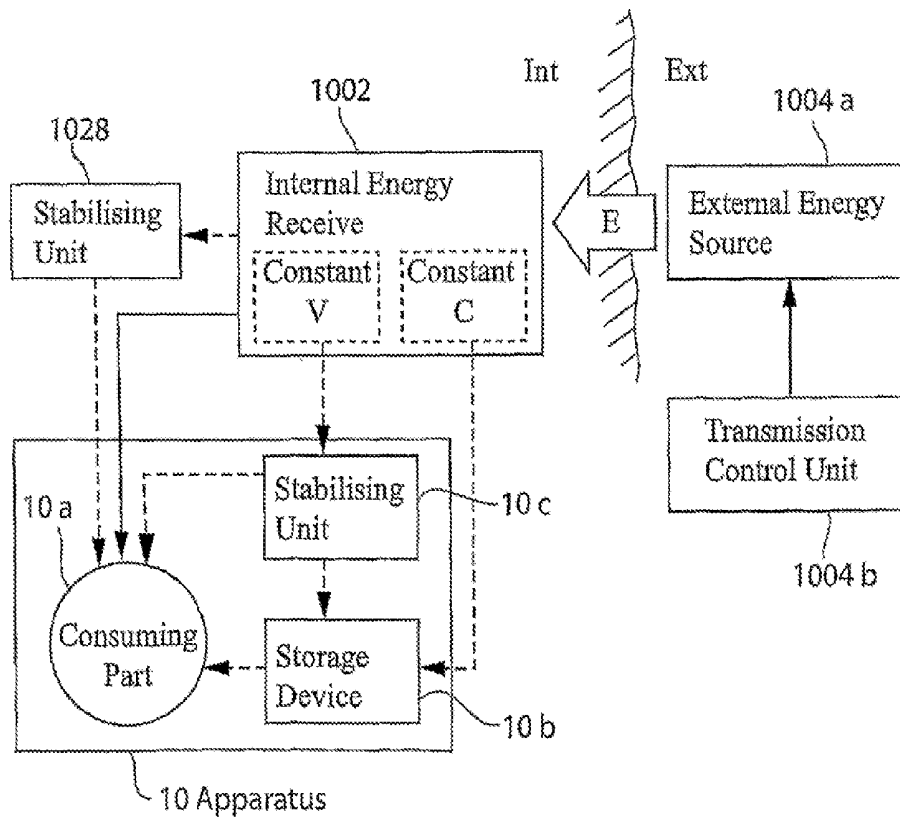 Int
Ext
1002
1004 a
1028
Internal Energy
Receive
Stabilising
Unit
E
External Energy
Source
Constant
V
Constant
C
Transmission
Control Unit
10 a
Stabilising
Unit
10 c
1004 b
Consuming
Part
Storage
Device
10 b
10 Apparatus